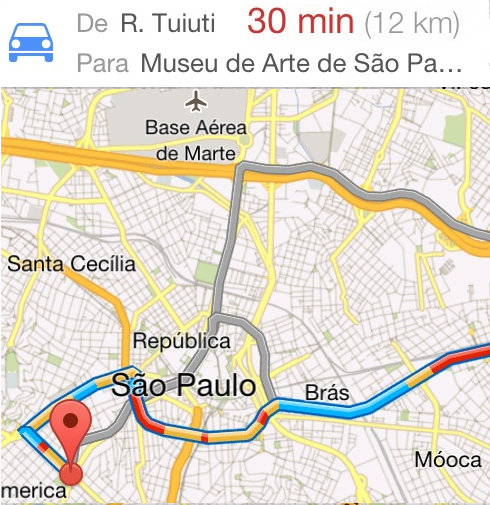 De R. Tuiuti 30 min (12 km)
Para Museu de Arte de São Pa...
Base Aérea
de Marte
Santa Cecília
República
São Paulo
Brás
Móoca
merica